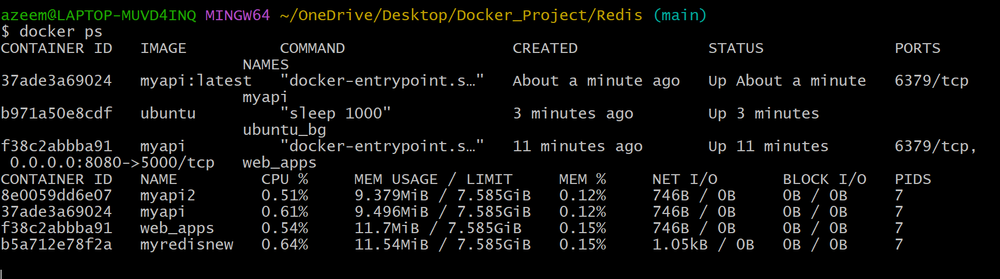 azeem@LAPTOP-MUVD4INQ MINGW64 ~/OneDrive/Desktop/Docker_Project/Redis (main)
$ docker ps
CONTAINER ID   IMAGE          COMMAND                  CREATED              STATUS              PORTS
                          NAMES
37ade3a69024   myapi:latest   "docker-entrypoint.s…"   About a minute ago   Up About a minute   6379/tcp
                          myapi
b971a50e8cdf   ubuntu         "sleep 1000"             3 minutes ago        Up 3 minutes
                          ubuntu_bg
f38c2abbba91   myapi          "docker-entrypoint.s…"   11 minutes ago       Up 11 minutes       6379/tcp,
 0.0.0.0:8080->5000/tcp   web_apps
CONTAINER ID   NAME         CPU %     MEM USAGE / LIMIT     MEM %     NET I/O       BLOCK I/O   PIDS
8e0059dd6e07   myapi2       0.51%     9.379MiB / 7.585GiB   0.12%     746B / 0B     0B / 0B     7
37ade3a69024   myapi        0.61%     9.496MiB / 7.585GiB   0.12%     746B / 0B     0B / 0B     7
f38c2abbba91   web_apps     0.54%     11.7MiB / 7.585GiB    0.15%     746B / 0B     0B / 0B     7
b5a712e78f2a   myredisnew   0.64%     11.54MiB / 7.585GiB   0.15%     1.05kB / 0B   0B / 0B     7